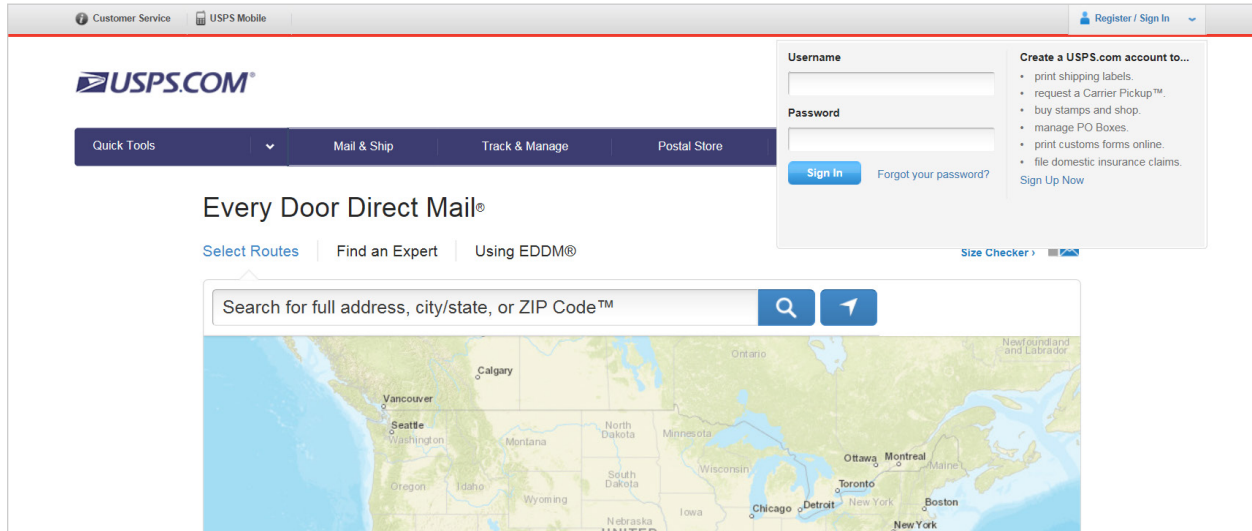 Customer Service
USPS Mobile
Register / Sign In
USPS.COM®
Username
Password
Sign In
Forgot your password?
Create a USPS.com account to...
• print shipping labels.
• request a Carrier Pickup™.
• buy stamps and shop.
• manage PO Boxes.
• print customs forms online.
• file domestic insurance claims.
Sign Up Now
Quick Tools
Mail & Ship
Track & Manage
Postal Store
Every Door Direct Mail®
Select Routes
Find an Expert
Using EDDM®
Size Checker ›
Search for full address, city/state, or ZIP Code™
Newfoundland
and Labrador
Ontario
Calgary
Vancouver
Seattle
Washington
Montana
North
Dakota
Minnesota
Ottawa
Montreal
Maine
Oregon
Idaho
Wyoming
South
Dakota
Wisconsin
Toronto
Iowa
Chicago
Detroit
New York
Boston
Nebraska
New York
UNITED